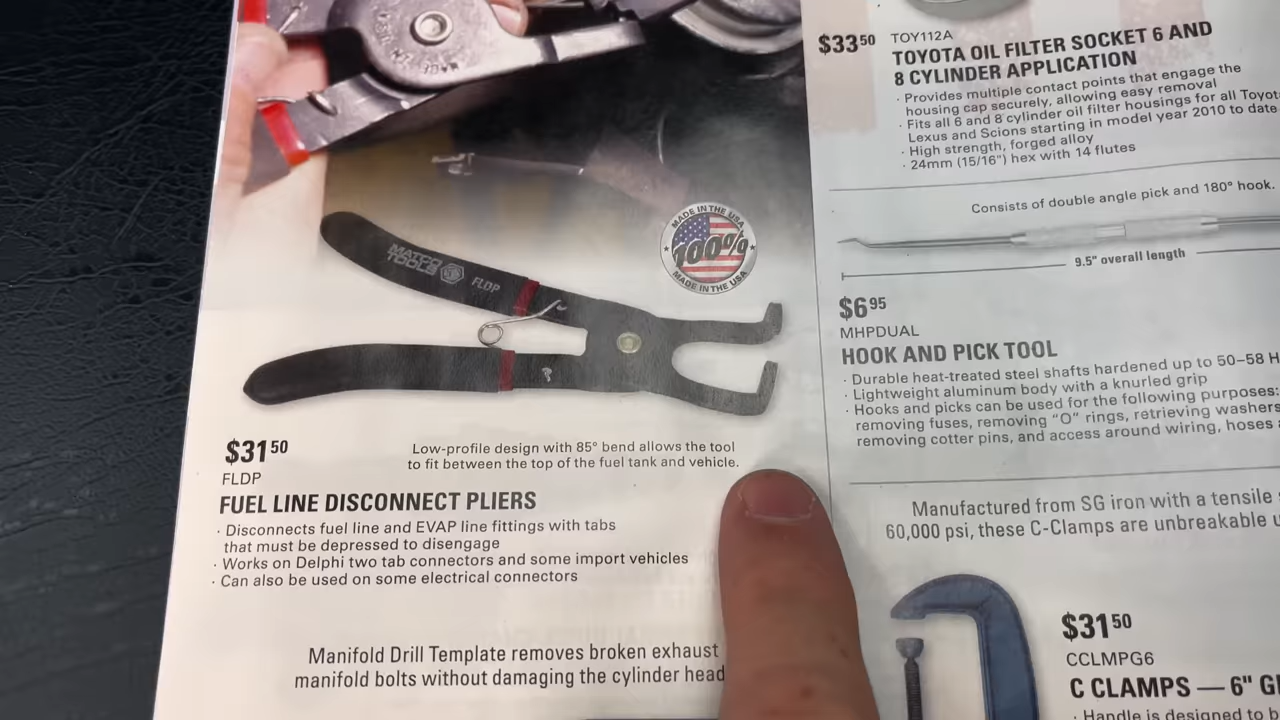 MADE IN THE USA
100%
MADE IN THE USA
MATCO
TOOLS
FLDP
$31 50
Low-profile design with 85° bend allows the tool
to fit between the top of the fuel tank and vehicle.
FLDP
FUEL LINE DISCONNECT PLIERS
· Disconnects fuel line and EVAP line fittings with tabs
that must be depressed to disengage
· Works on Delphi two tab connectors and some import vehicles
· Can also be used on some electrical connectors
Manifold Drill Template removes broken exhaust
manifold bolts without damaging the cylinder head
$33 50
TOY112A
TOYOTA OIL FILTER SOCKET 6 AND
8 CYLINDER APPLICATION
· Provides multiple contact points that engage the
housing cap securely, allowing easy removal
· Fits all 6 and 8 cylinder oil filter housings for all Toyot
Lexus and Scions starting in model year 2010 to date
· High strength, forged alloy
· 24mm (15/16") hex with 14 flutes
Consists of double angle pick and 180° hook.
9.5" overall length
$6 95
MHPDUAL
HOOK AND PICK TOOL
· Durable heat-treated steel shafts hardened up to 50–58 H
· Lightweight aluminum body with a knurled grip
· Hooks and picks can be used for the following purposes:
removing fuses, removing "O" rings, retrieving washers
removing cotter pins, and access around wiring, hoses
Manufactured from SG iron with a tensile
60,000 psi, these C-Clamps are unbreakable u
$31 50
CCLMPG6
C CLAMPS — 6" G
· Handle is designed to b